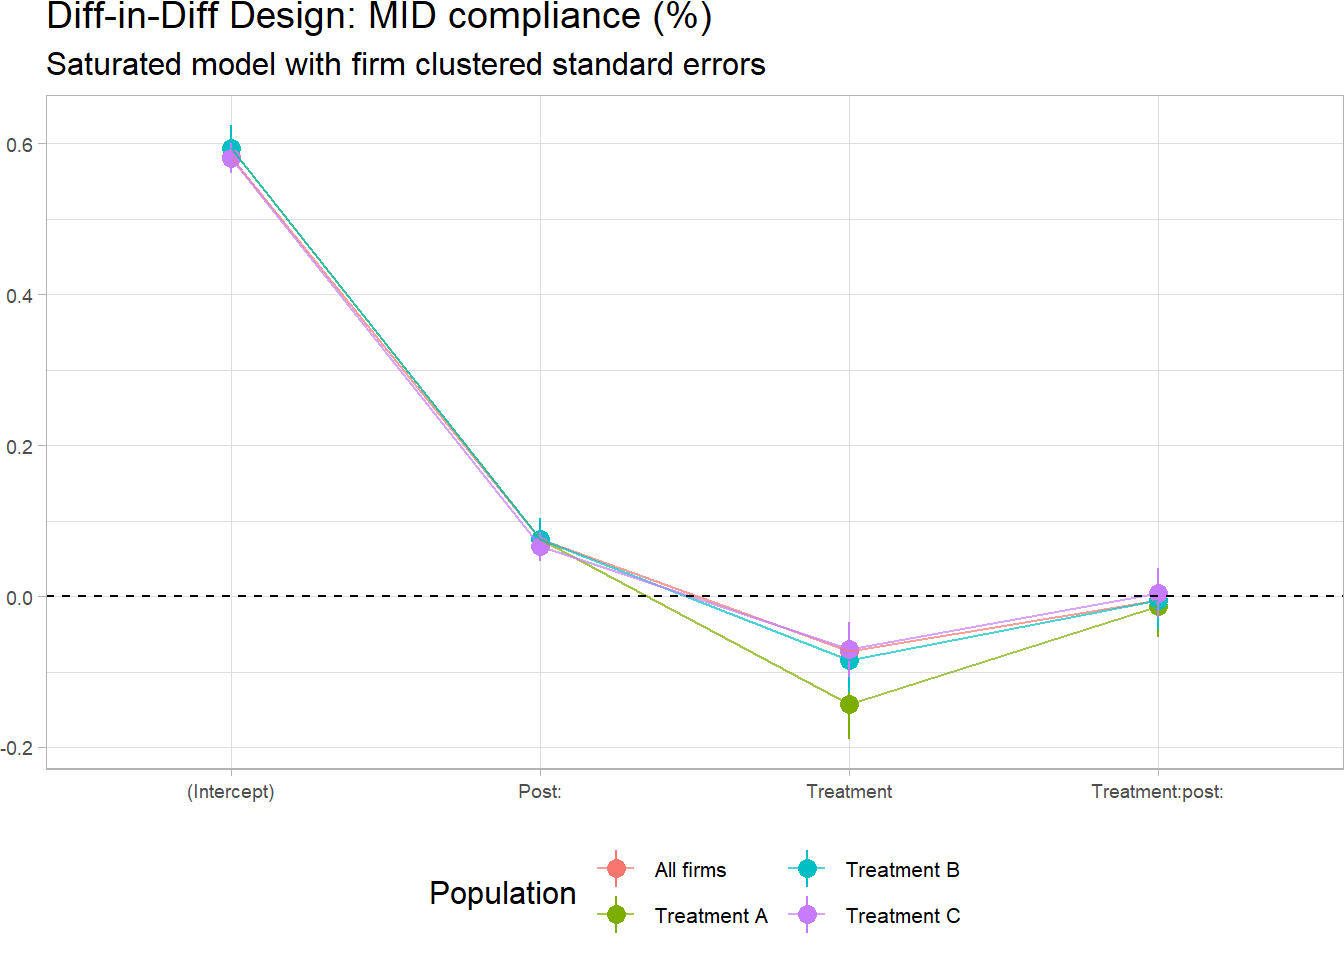 Diff-in-Diff Design: MID compliance (%)
Saturated model with firm clustered standard errors
0.6
0.4
0.2
0.0
-0.2
(Intercept) Post: Treatment Treatment:post:
Population
All firms Treatment B
Treatment A Treatment C